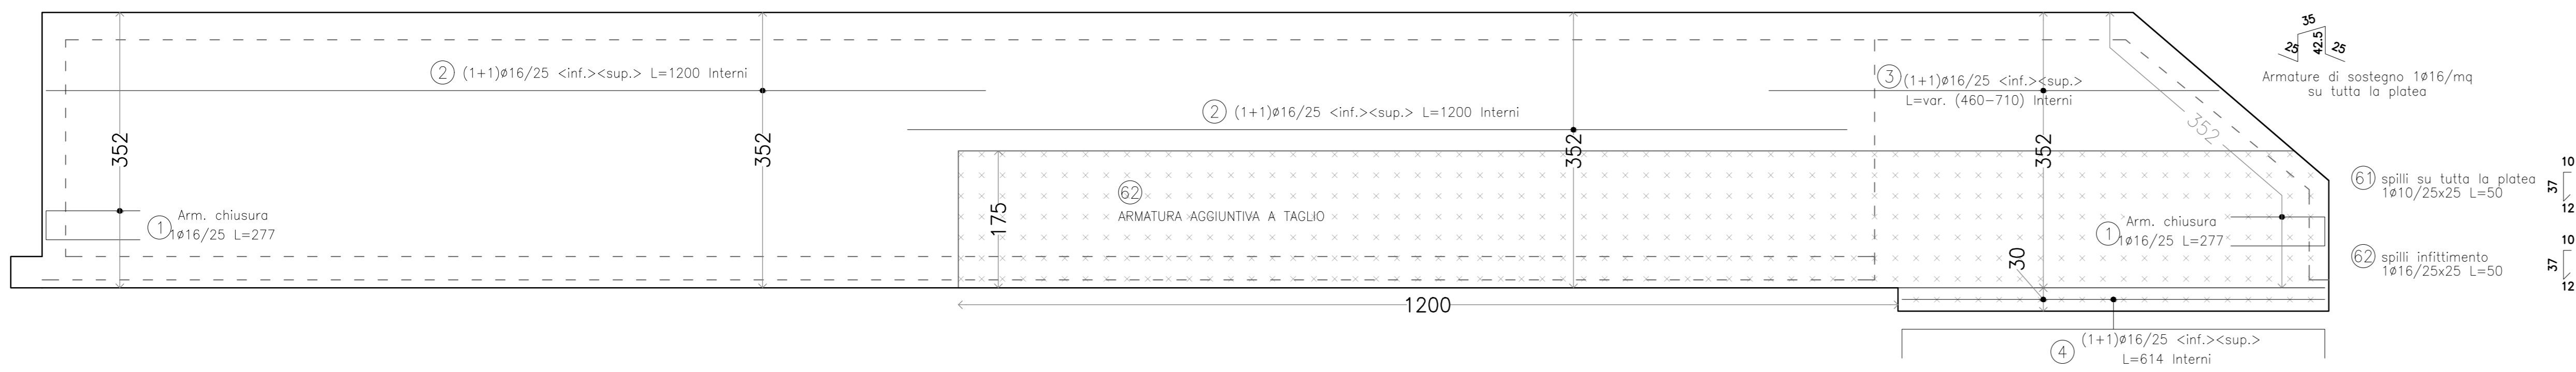 35
25
42.5
25
Armature di sostegno 1ø16/mq
su tutta la platea
2 (1+1)ø16/25 <inf.><sup.> L=1200 Interni
3 (1+1)ø16/25 <inf.><sup.>
L=var. (460-710) Interni
2 (1+1)ø16/25 <inf.><sup.> L=1200 Interni
352
352
352
352
352
61 spilli su tutta la platea
1ø10/25x25 L=50
10
37
12
62
ARMATURA AGGIUNTIVA A TAGLIO
175
Arm. chiusura
1 1ø16/25 L=277
Arm. chiusura
1 1ø16/25 L=277
30
62 spilli infittimento
1ø16/25x25 L=50
10
37
12
1200
4 (1+1)ø16/25 <inf.><sup.>
L=614 Interni